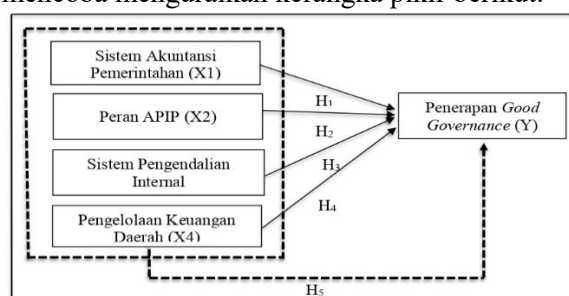 mencoba menguraikan kerangka pikir berikut:
Sistem Akuntansi
Pemerintahan (X1)
Peran APIP (X2)
Sistem Pengendalian
Internal
Pengelolaan Keuangan
Daerah (X4)
H₁
H₂
H₃
H₄
Penerapan Good
Governance (Y)
H₅